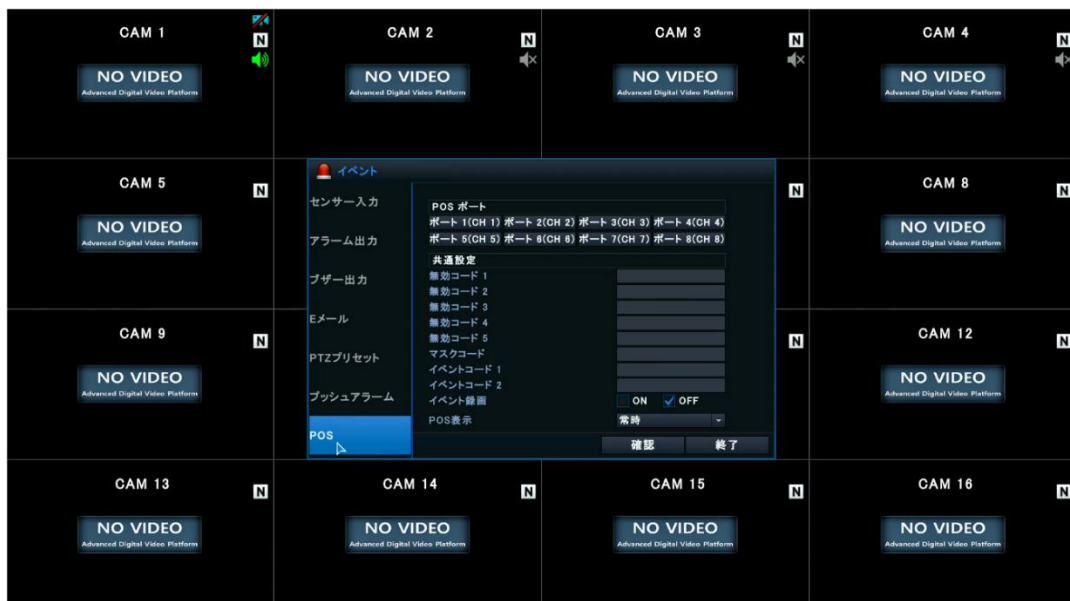 CAM 1
N
NO VIDEO
Advanced Digital Video Platform
CAM 2
N
NO VIDEO
Advanced Digital Video Platform
CAM 3
N
NO VIDEO
Advanced Digital Video Platform
CAM 4
N
NO VIDEO
Advanced Digital Video Platform
CAM 5
N
NO VIDEO
Advanced Digital Video Platform
イベント
センサー入力
アラーム出力
ブザー出力
Eメール
PTZプリセット
プッシュアラーム
POS
POS ポート
ポート 1(CH 1) ポート 2(CH 2) ポート 3(CH 3) ポート 4(CH 4)
ポート 5(CH 5) ポート 6(CH 6) ポート 7(CH 7) ポート 8(CH 8)
共通設定
無効コード 1
無効コード 2
無効コード 3
無効コード 4
無効コード 5
マスクコード
イベントコード 1
イベントコード 2
イベント録画 ON OFF
POS表示 常時
確認 終了
N
CAM 8
N
NO VIDEO
Advanced Digital Video Platform
CAM 9
N
NO VIDEO
Advanced Digital Video Platform
N
CAM 12
N
NO VIDEO
Advanced Digital Video Platform
CAM 13
N
NO VIDEO
Advanced Digital Video Platform
CAM 14
N
NO VIDEO
Advanced Digital Video Platform
CAM 15
N
NO VIDEO
Advanced Digital Video Platform
CAM 16
N
NO VIDEO
Advanced Digital Video Platform